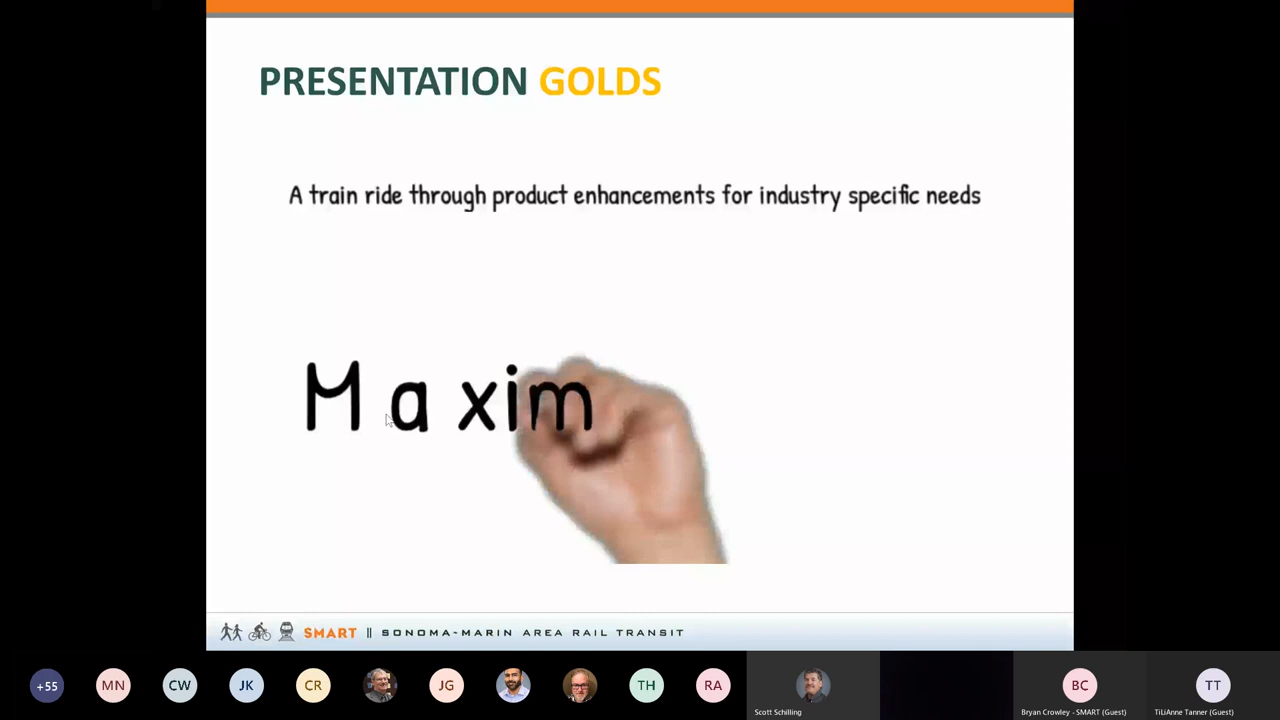 PRESENTATION GOLDS
A train ride through product enhancements for industry specific needs
Maxim
SMART || SONOMA-MARIN AREA RAIL TRANSIT
+55 MN CW JK CR JG TH RA BC TT
Scott Schilling Bryan Crowley - SMART (Guest) TiLiAnne Tanner (Guest)